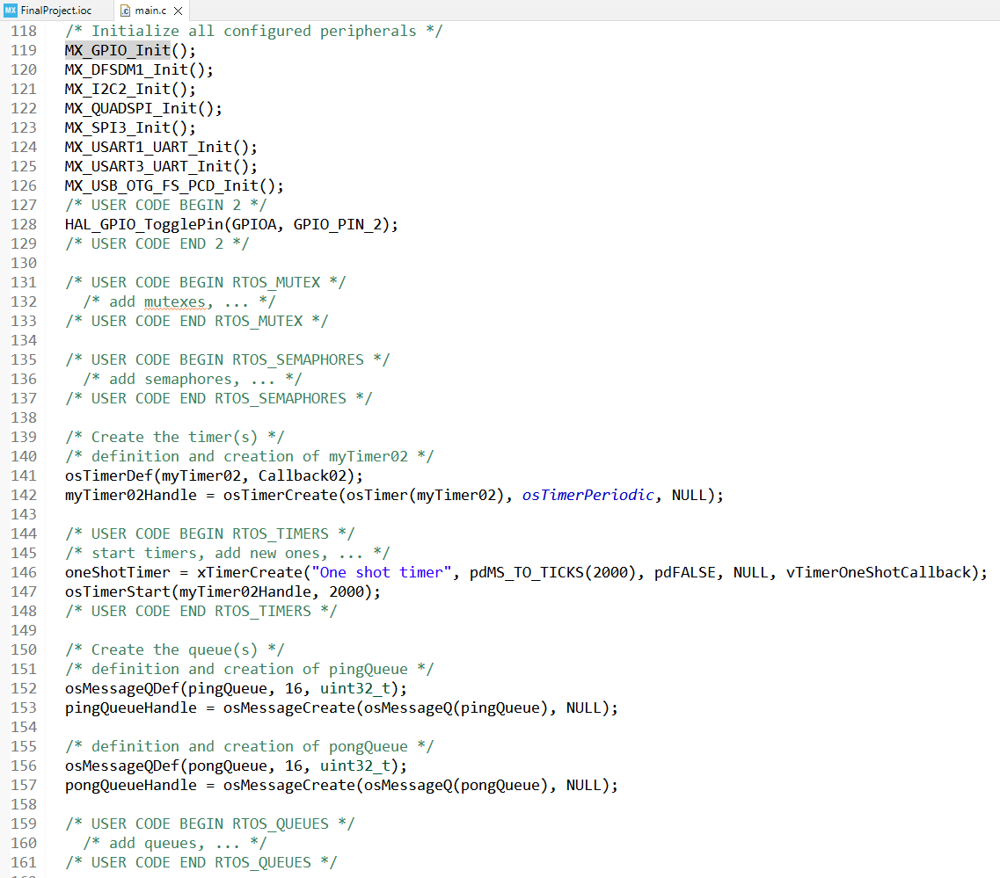 MX FinalProject.ioc main.c
118 /* Initialize all configured peripherals */
119 MX_GPIO_Init();
120 MX_DFSDM1_Init();
121 MX_I2C2_Init();
122 MX_QUADSPI_Init();
123 MX_SPI3_Init();
124 MX_USART1_UART_Init();
125 MX_USART3_UART_Init();
126 MX_USB_OTG_FS_PCD_Init();
127 /* USER CODE BEGIN 2 */
128 HAL_GPIO_TogglePin(GPIOA, GPIO_PIN_2);
129 /* USER CODE END 2 */
130
131 /* USER CODE BEGIN RTOS_MUTEX */
132 /* add mutexes, ... */
133 /* USER CODE END RTOS_MUTEX */
134
135 /* USER CODE BEGIN RTOS_SEMAPHORES */
136 /* add semaphores, ... */
137 /* USER CODE END RTOS_SEMAPHORES */
138
139 /* Create the timer(s) */
140 /* definition and creation of myTimer02 */
141 osTimerDef(myTimer02, Callback02);
142 myTimer02Handle = osTimerCreate(osTimer(myTimer02), osTimerPeriodic, NULL);
143
144 /* USER CODE BEGIN RTOS_TIMERS */
145 /* start timers, add new ones, ... */
146 oneShotTimer = xTimerCreate("One shot timer", pdMS_TO_TICKS(2000), pdFALSE, NULL, vTimerOneShotCallback);
147 osTimerStart(myTimer02Handle, 2000);
148 /* USER CODE END RTOS_TIMERS */
149
150 /* Create the queue(s) */
151 /* definition and creation of pingQueue */
152 osMessageQDef(pingQueue, 16, uint32_t);
153 pingQueueHandle = osMessageCreate(osMessageQ(pingQueue), NULL);
154
155 /* definition and creation of pongQueue */
156 osMessageQDef(pongQueue, 16, uint32_t);
157 pongQueueHandle = osMessageCreate(osMessageQ(pongQueue), NULL);
158
159 /* USER CODE BEGIN RTOS_QUEUES */
160 /* add queues, ... */
161 /* USER CODE END RTOS_QUEUES */